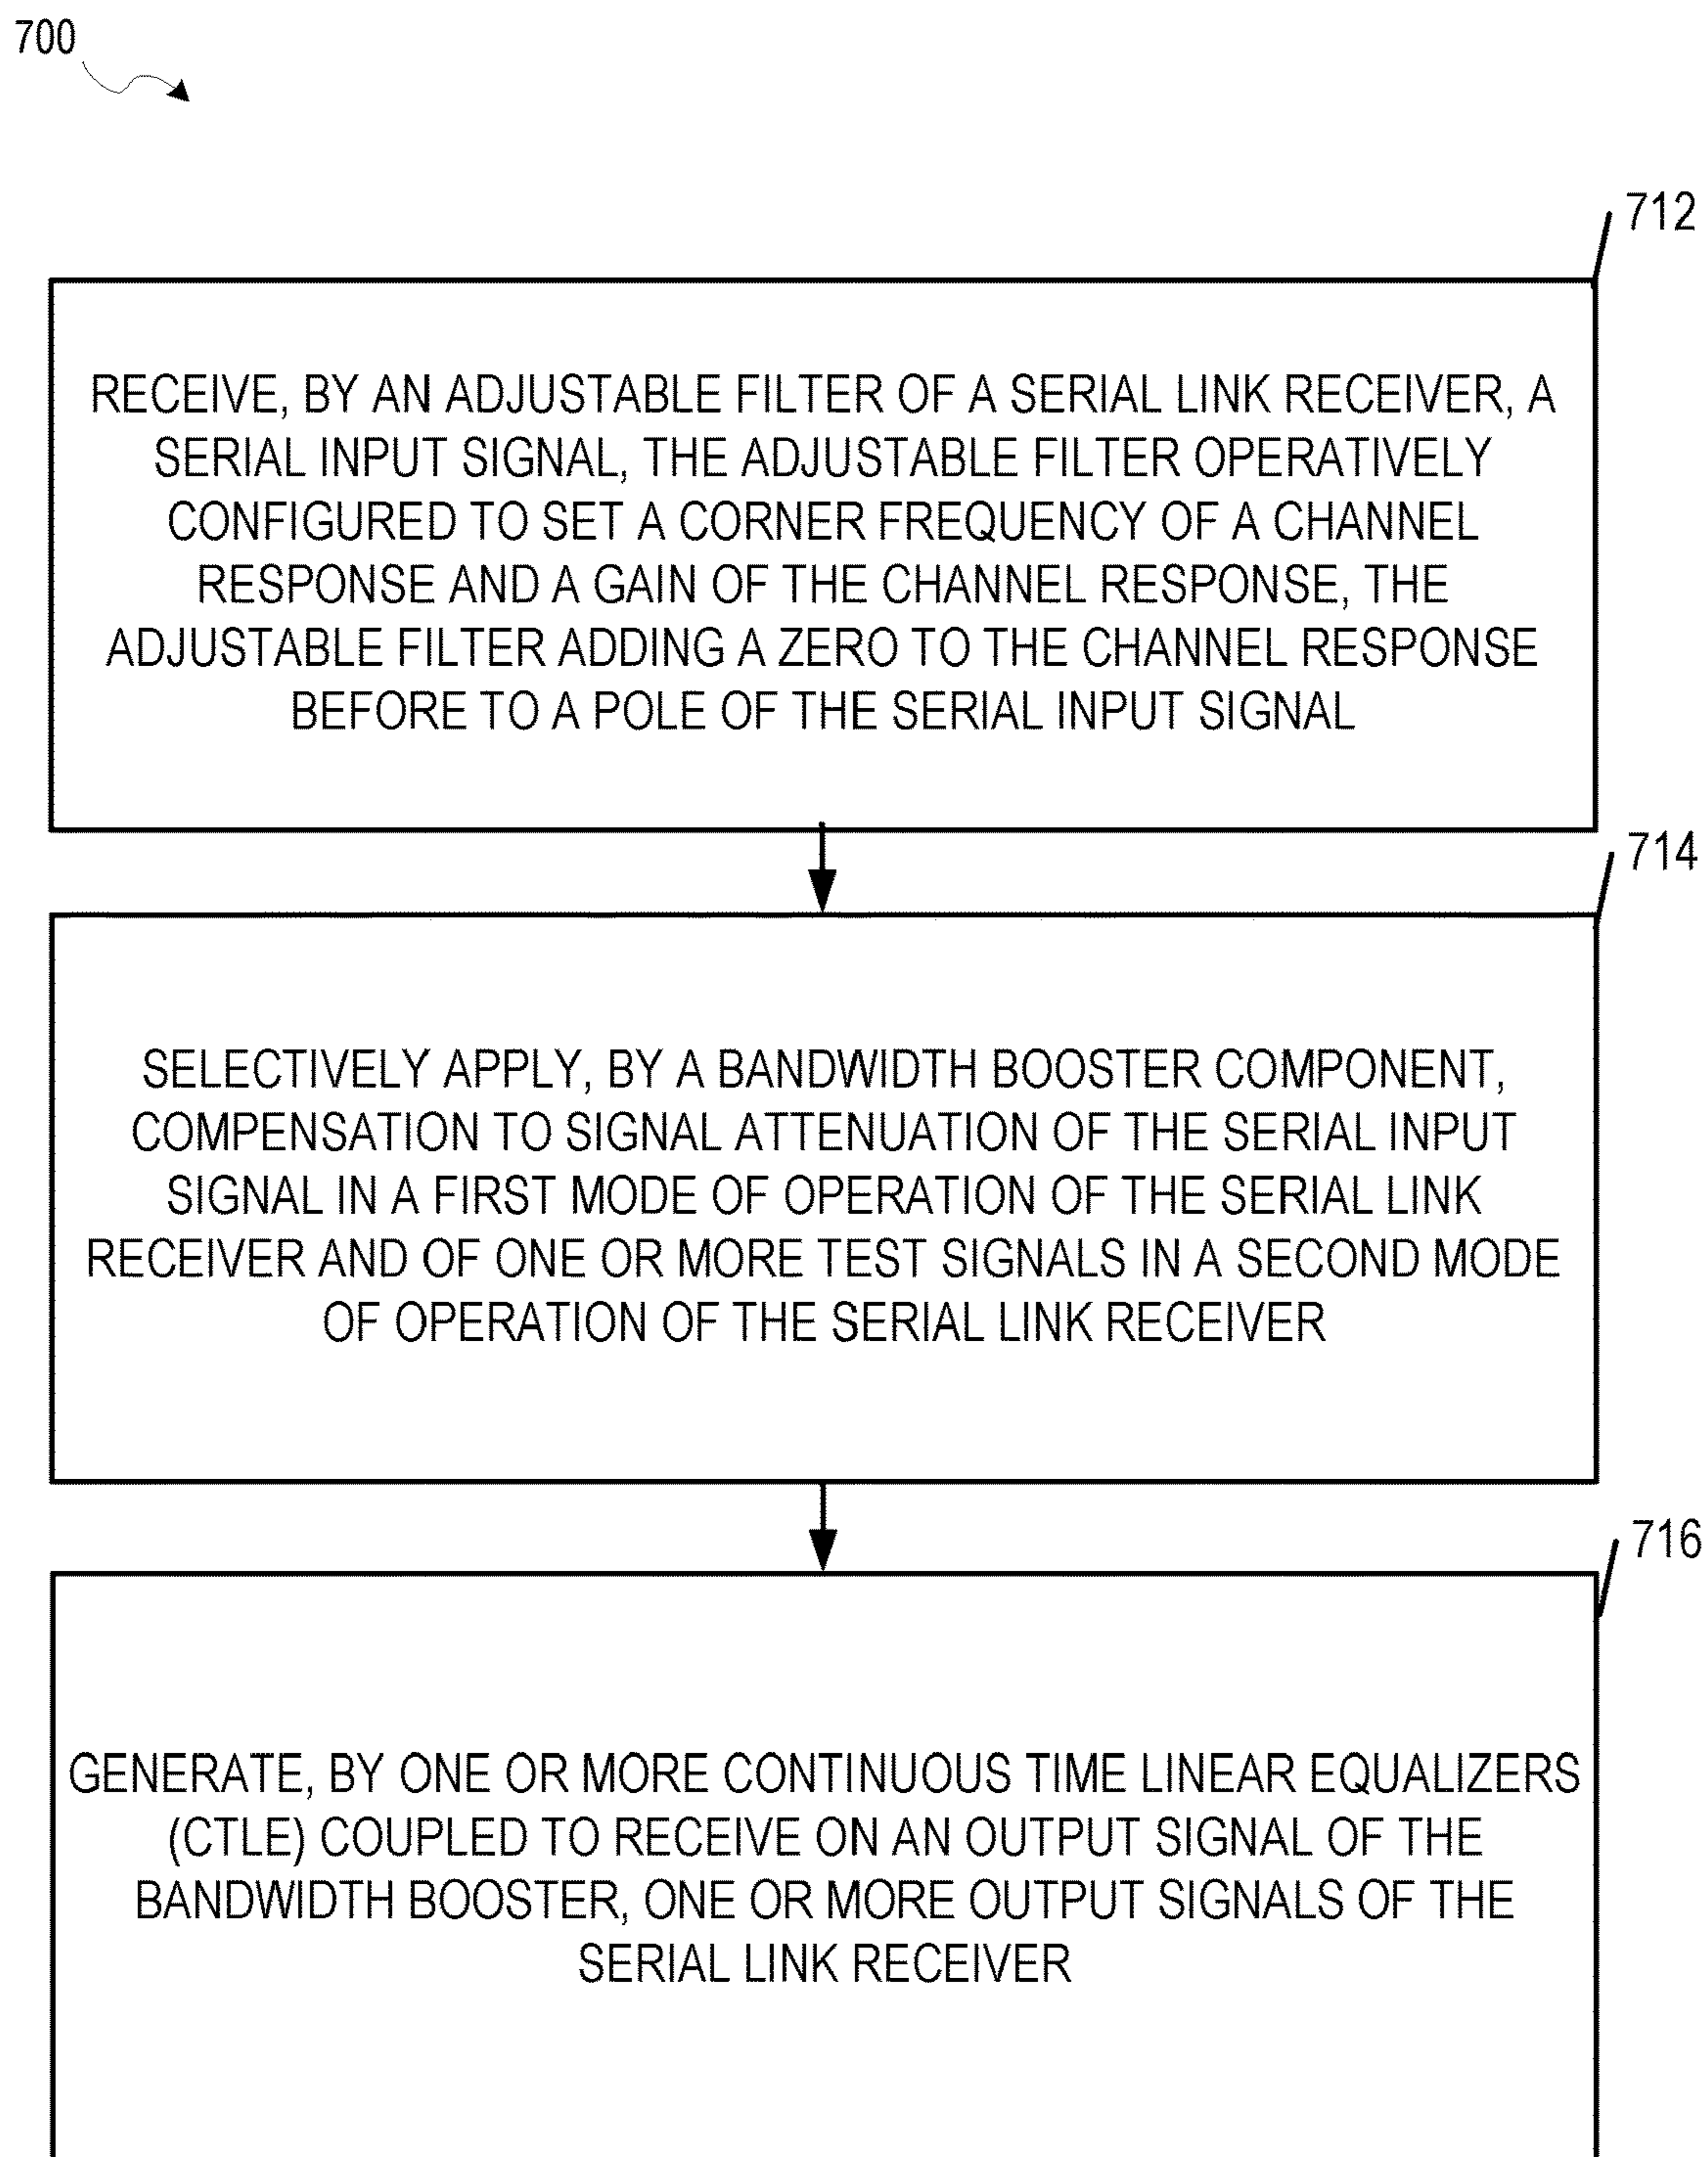 700
712
RECEIVE, BY AN ADJUSTABLE FILTER OF A SERIAL LINK RECEIVER, A
SERIAL INPUT SIGNAL, THE ADJUSTABLE FILTER OPERATIVELY
CONFIGURED TO SET A CORNER FREQUENCY OF A CHANNEL
RESPONSE AND A GAIN OF THE CHANNEL RESPONSE, THE
ADJUSTABLE FILTER ADDING A ZERO TO THE CHANNEL RESPONSE
BEFORE TO A POLE OF THE SERIAL INPUT SIGNAL
714
SELECTIVELY APPLY, BY A BANDWIDTH BOOSTER COMPONENT,
COMPENSATION TO SIGNAL ATTENUATION OF THE SERIAL INPUT
SIGNAL IN A FIRST MODE OF OPERATION OF THE SERIAL LINK
RECEIVER AND OF ONE OR MORE TEST SIGNALS IN A SECOND MODE
OF OPERATION OF THE SERIAL LINK RECEIVER
716
GENERATE, BY ONE OR MORE CONTINUOUS TIME LINEAR EQUALIZERS
(CTLE) COUPLED TO RECEIVE ON AN OUTPUT SIGNAL OF THE
BANDWIDTH BOOSTER, ONE OR MORE OUTPUT SIGNALS OF THE
SERIAL LINK RECEIVER